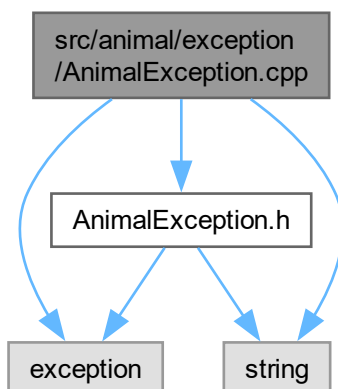 src/animal/exception
/AnimalException.cpp
AnimalException.h
exception
string